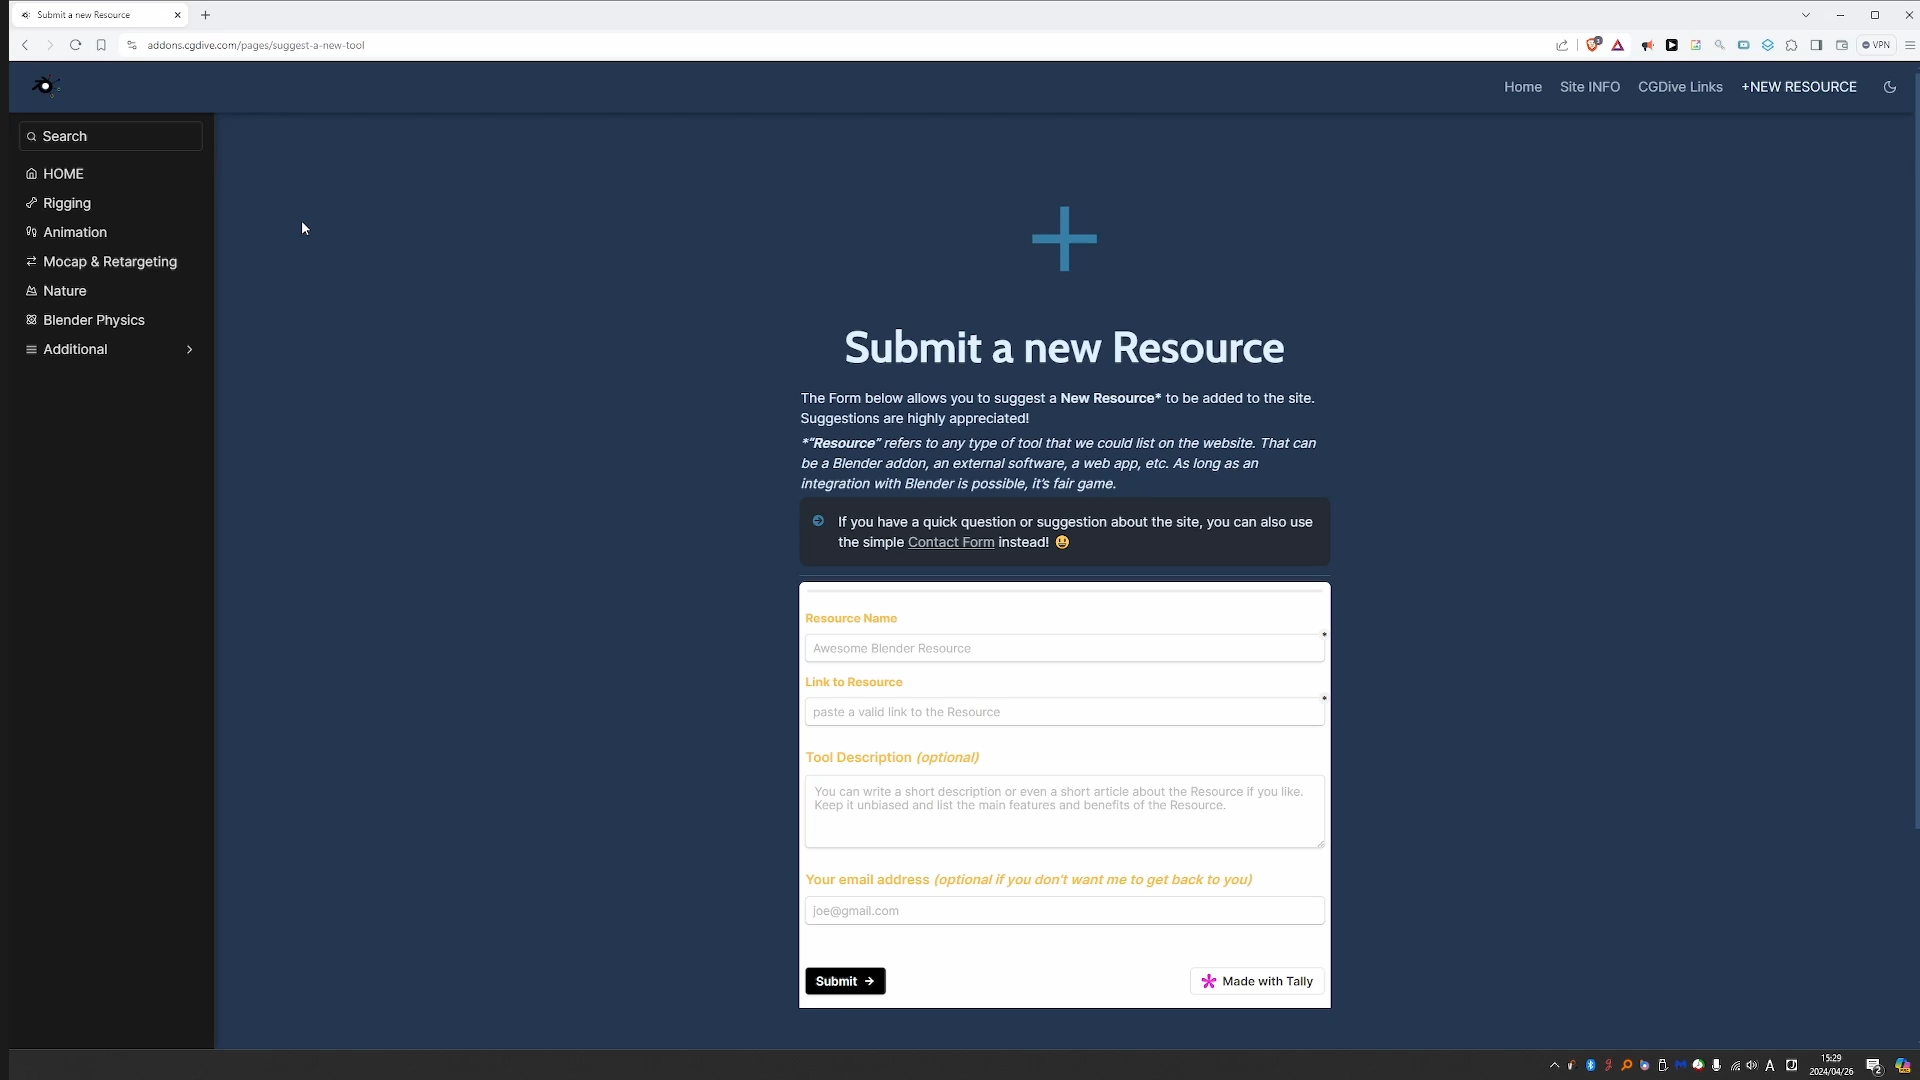 Submit a new Resource
addons.cgdive.com/pages/suggest-a-new-tool
VPN
Home Site INFO CGDive Links +NEW RESOURCE
Search
HOME
Rigging
Animation
Mocap & Retargeting
Nature
Blender Physics
Additional
Submit a new Resource
The Form below allows you to suggest a New Resource* to be added to the site.
Suggestions are highly appreciated!
*"Resource" refers to any type of tool that we could list on the website. That can
be a Blender addon, an external software, a web app, etc. As long as an
integration with Blender is possible, it's fair game.
If you have a quick question or suggestion about the site, you can also use
the simple Contact Form instead! 😃
Resource Name
*
Awesome Blender Resource
Link to Resource
*
paste a valid link to the Resource
Tool Description (optional)
You can write a short description or even a short article about the Resource if you like.
Keep it unbiased and list the main features and benefits of the Resource.
Your email address (optional if you don't want me to get back to you)
joe@gmail.com
Submit →
Made with Tally
A
15:29
2024/04/26
2